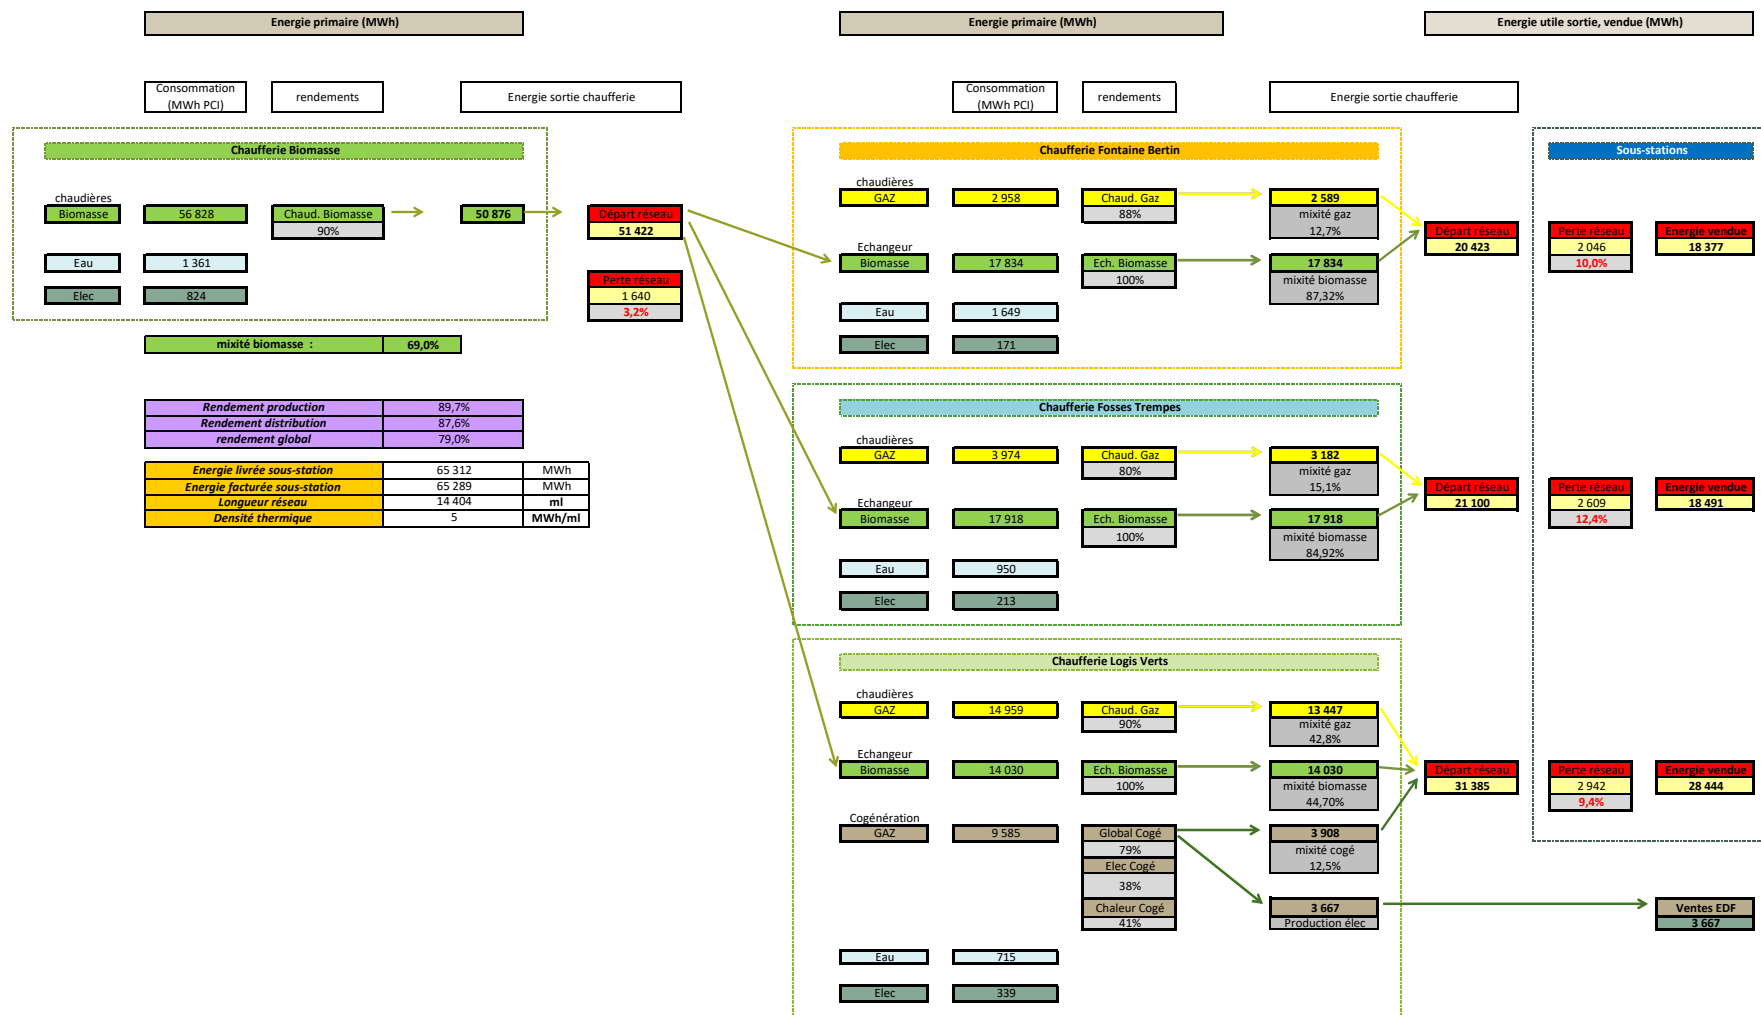 Energie primaire (MWh)
Energie primaire (MWh)
Energie utile sortie, vendue (MWh)
Consommation
(MWh PCI)
rendements
Energie sortie chaufferie
Consommation
(MWh PCI)
rendements
Energie sortie chaufferie
Chaufferie Biomasse
chaudières
Biomasse
56 828
Chaud. Biomasse
90%
50 876
Départ réseau
51 422
Eau
1 361
Elec
824
Perte réseau
1 640
3,2%
mixité biomasse :
69,0%
Rendement production
89,7%
Rendement distribution
87,6%
rendement global
79,0%
Energie livrée sous-station
65 312
MWh
Energie facturée sous-station
65 289
MWh
Longueur réseau
14 404
ml
Densité thermique
5
MWh/ml
Chaufferie Fontaine Bertin
chaudières
GAZ
2 958
Chaud. Gaz
88%
2 589
mixité gaz
12,7%
Echangeur
Biomasse
17 834
Ech. Biomasse
100%
17 834
mixité biomasse
87,32%
Eau
1 649
Elec
171
Départ réseau
20 423
Sous-stations
Perte réseau
2 046
10,0%
Energie vendue
18 377
Chaufferie Fosses Trempes
chaudières
GAZ
3 974
Chaud. Gaz
80%
3 182
mixité gaz
15,1%
Echangeur
Biomasse
17 918
Ech. Biomasse
100%
17 918
mixité biomasse
84,92%
Eau
950
Elec
213
Départ réseau
21 100
Perte réseau
2 609
12,4%
Energie vendue
18 491
Chaufferie Logis Verts
chaudières
GAZ
14 959
Chaud. Gaz
90%
13 447
mixité gaz
42,8%
Echangeur
Biomasse
14 030
Ech. Biomasse
100%
14 030
mixité biomasse
44,70%
Départ réseau
31 385
Perte réseau
2 942
9,4%
Energie vendue
28 444
Cogénération
GAZ
9 585
Global Cogé
79%
Elec Cogé
38%
Chaleur Cogé
41%
3 908
mixité cogé
12,5%
3 667
Production élec
Ventes EDF
3 667
Eau
715
Elec
339